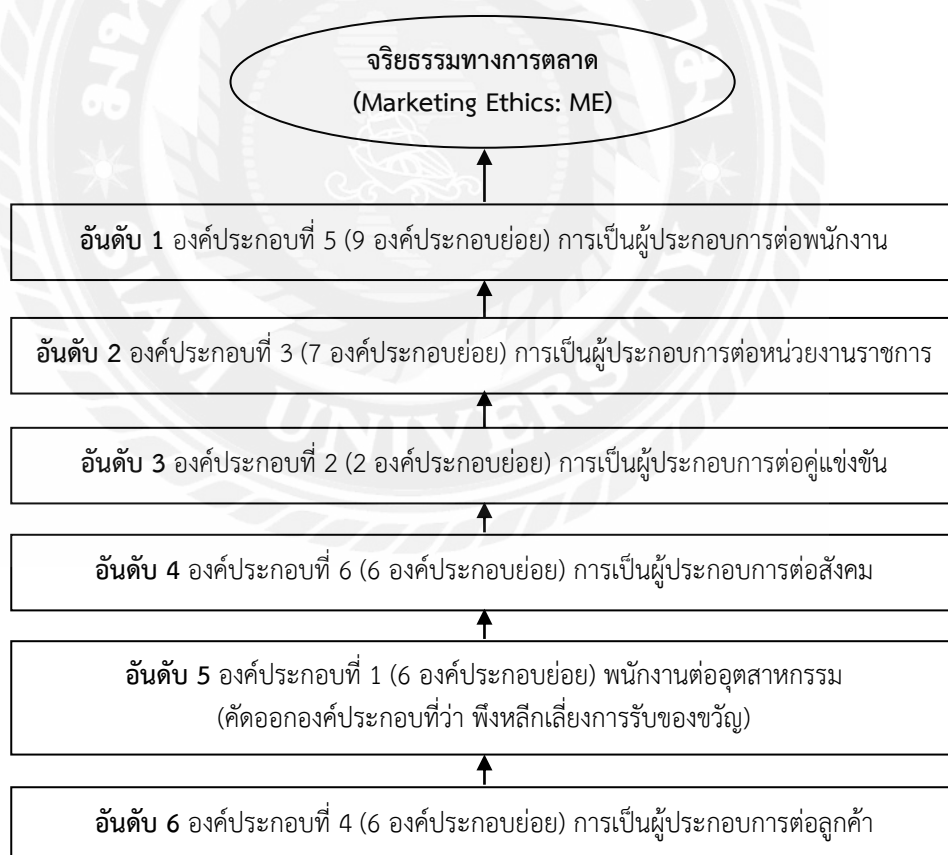 จริยธรรมทางการตลาด
(Marketing Ethics: ME)
อันดับ 1 องค์ประกอบที่ 5 (9 องค์ประกอบย่อย) การเป็นผู้ประกอบการต่อพนักงาน
อันดับ 2 องค์ประกอบที่ 3 (7 องค์ประกอบย่อย) การเป็นผู้ประกอบการต่อหน่วยงานราชการ
อันดับ 3 องค์ประกอบที่ 2 (2 องค์ประกอบย่อย) การเป็นผู้ประกอบการต่อคู่แข่งขัน
อันดับ 4 องค์ประกอบที่ 6 (6 องค์ประกอบย่อย) การเป็นผู้ประกอบการต่อสังคม
อันดับ 5 องค์ประกอบที่ 1 (6 องค์ประกอบย่อย) พนักงานต่ออุตสาหกรรม
(คัดออกองค์ประกอบที่ว่า พึงหลีกเลี่ยงการรับของขวัญ)
อันดับ 6 องค์ประกอบที่ 4 (6 องค์ประกอบย่อย) การเป็นผู้ประกอบการต่อลูกค้า
SIAM UNIVERSITY